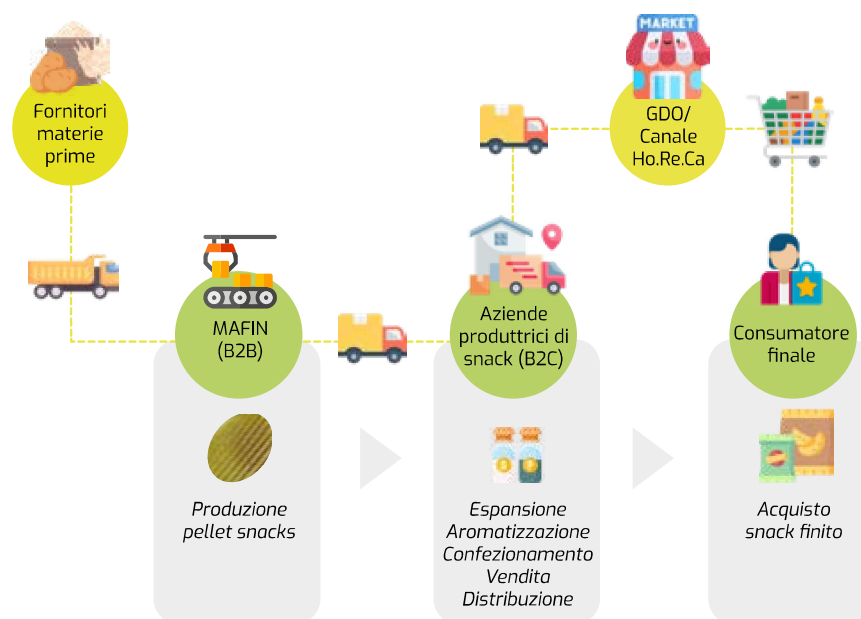 MARKET
Fornitori
materie
prime
GDO/
Canale
Ho.Re.Ca
MAFIN
(B2B)
Aziende
produttrici di
snack (B2C)
Consumatore
finale
Produzione
pellet snacks
Espansione
Aromatizzazione
Confezionamento
Vendita
Distribuzione
Acquisto
snack finito